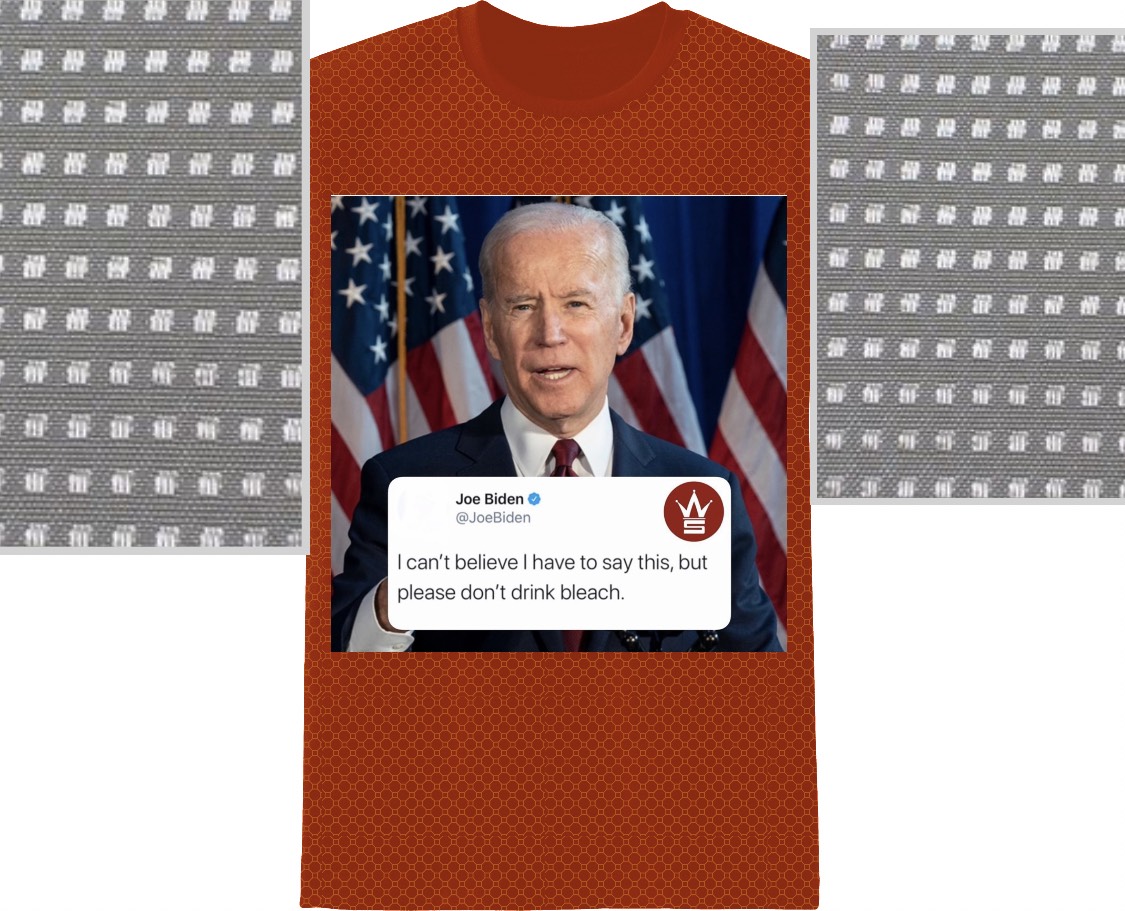 Joe Biden
@JoeBiden
I can’t believe I have to say this, but
please don’t drink bleach.